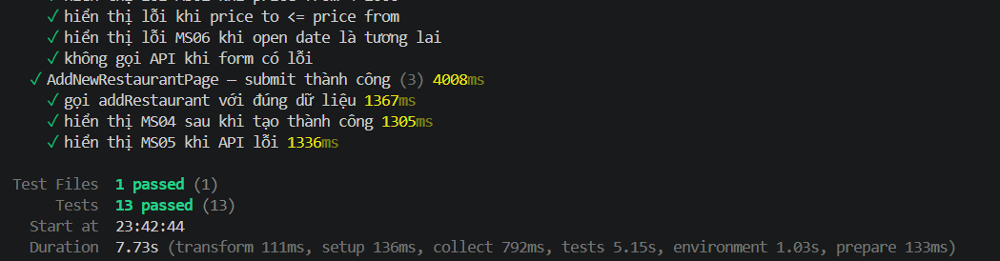 ✓ hiển thị lỗi khi price to <= price from
✓ hiển thị lỗi MS06 khi open date là tương lai
✓ không gọi API khi form có lỗi
✓ AddNewRestaurantPage — submit thành công (3) 4008ms
✓ gọi addRestaurant với đúng dữ liệu 1367ms
✓ hiển thị MS04 sau khi tạo thành công 1305ms
✓ hiển thị MS05 khi API lỗi 1336ms
Test Files 1 passed (1)
Tests 13 passed (13)
Start at 23:42:44
Duration 7.73s (transform 111ms, setup 136ms, collect 792ms, tests 5.15s, environment 1.03s, prepare 133ms)